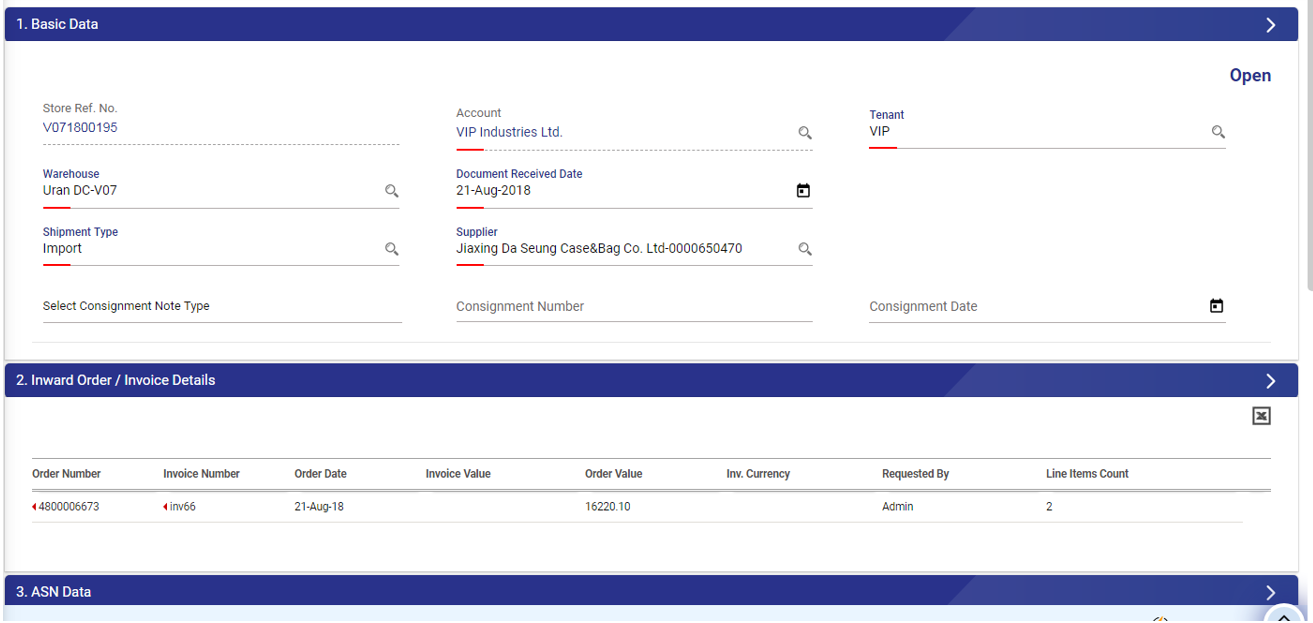 1. Basic Data
Open
Store Ref. No.
V071800195
Account
VIP Industries Ltd.
Tenant
VIP
Warehouse
Uran DC-V07
Document Received Date
21-Aug-2018
Shipment Type
Import
Supplier
Jiaxing Da Seung Case&Bag Co. Ltd-0000650470
Select Consignment Note Type
Consignment Number
Consignment Date
2. Inward Order / Invoice Details
Order Number Invoice Number Order Date Invoice Value Order Value Inv. Currency Requested By Line Items Count
4800006673 inv66 21-Aug-18 16220.10 Admin 2
3. ASN Data